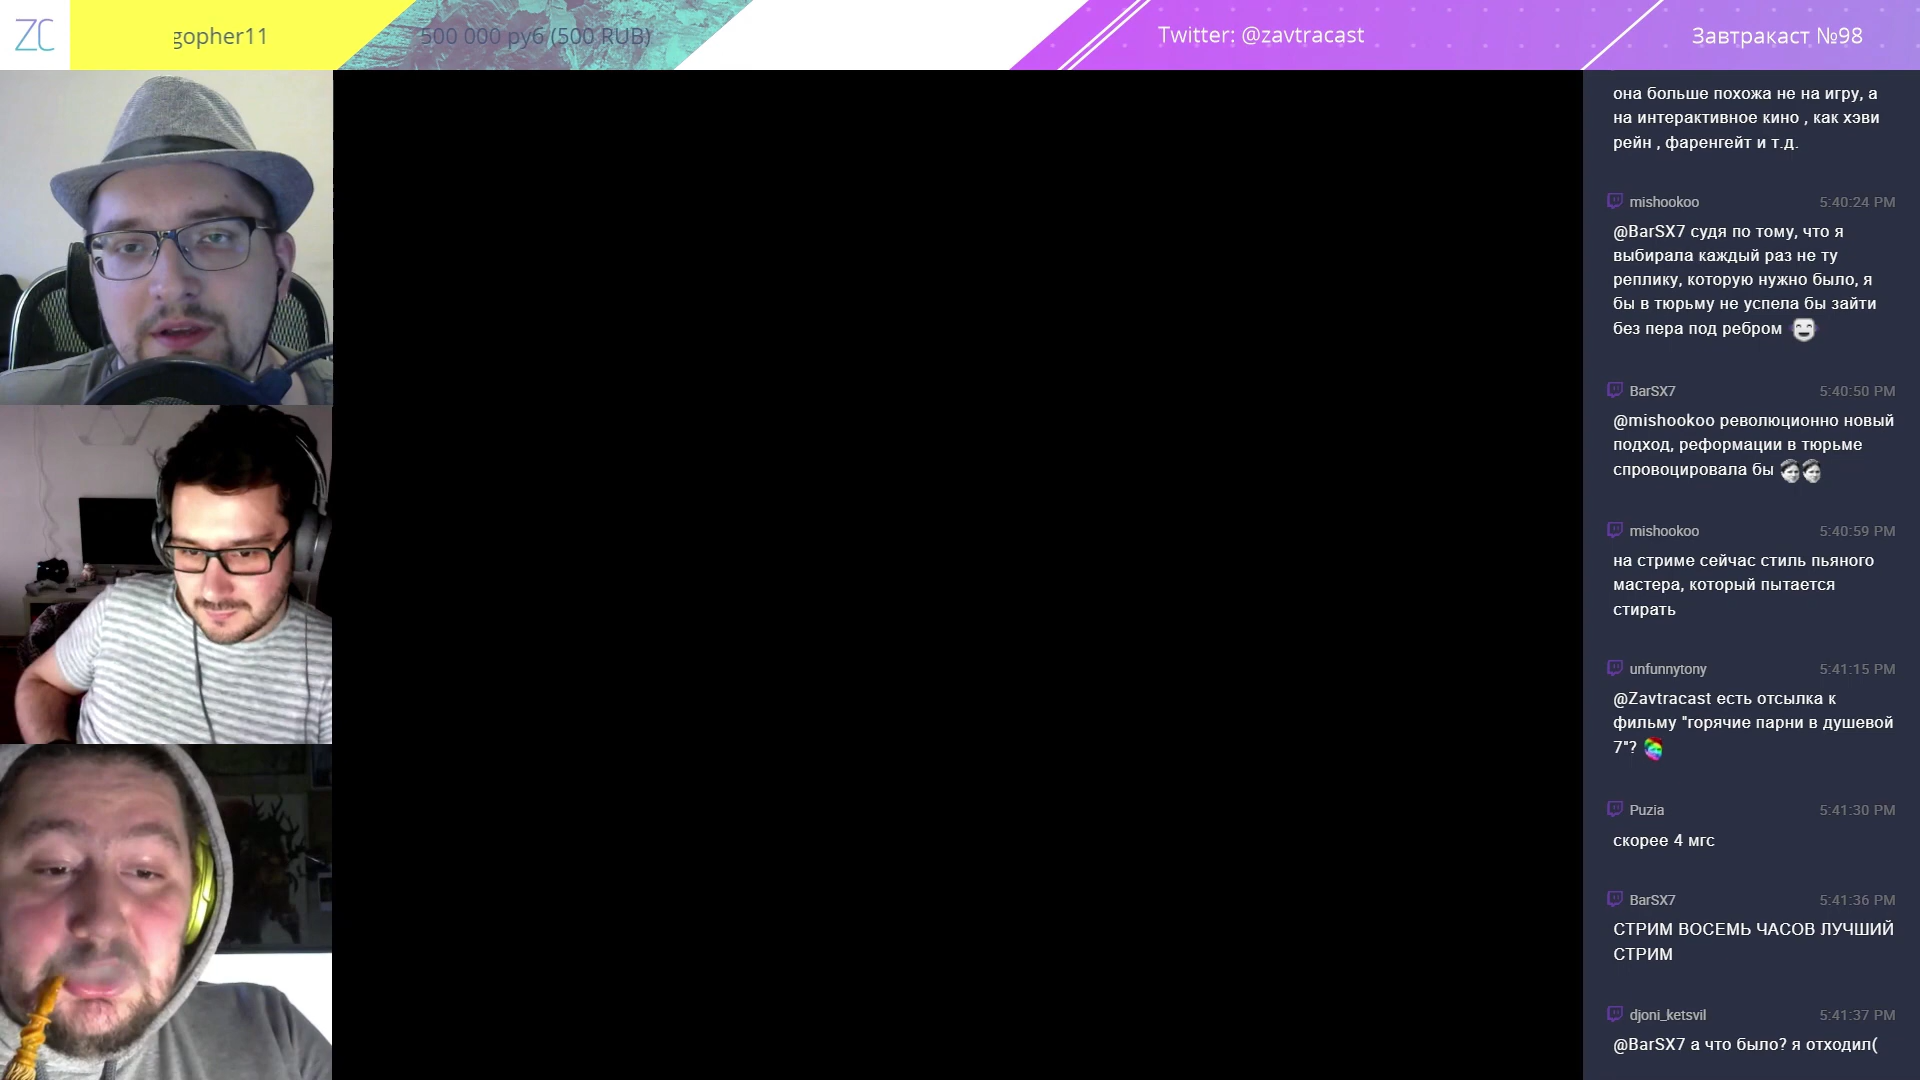 ZC
gopher11
500 000 руб (500 RUB)
Twitter: @zavtracast
Завтракаст №98
она больше похожа не на игру, а
на интерактивное кино , как хэви
рейн , фаренгейт и т.д.
mishookoo 5:40:24 PM
@BarSX7 судя по тому, что я
выбирала каждый раз не ту
реплику, которую нужно было, я
бы в тюрьму не успела бы зайти
без пера под ребром
BarSX7 5:40:50 PM
@mishookoo революционно новый
подход, реформации в тюрьме
спровоцировала бы
mishookoo 5:40:59 PM
на стриме сейчас стиль пьяного
мастера, который пытается
стирать
unfunnytony 5:41:15 PM
@Zavtracast есть отсылка к
фильму "горячие парни в душевой
7"?
Puzia 5:41:30 PM
скорее 4 мгс
BarSX7 5:41:36 PM
СТРИМ ВОСЕМЬ ЧАСОВ ЛУЧШИЙ
СТРИМ
djoni_ketsvil 5:41:37 PM
@BarSX7 а что было? я отходил(